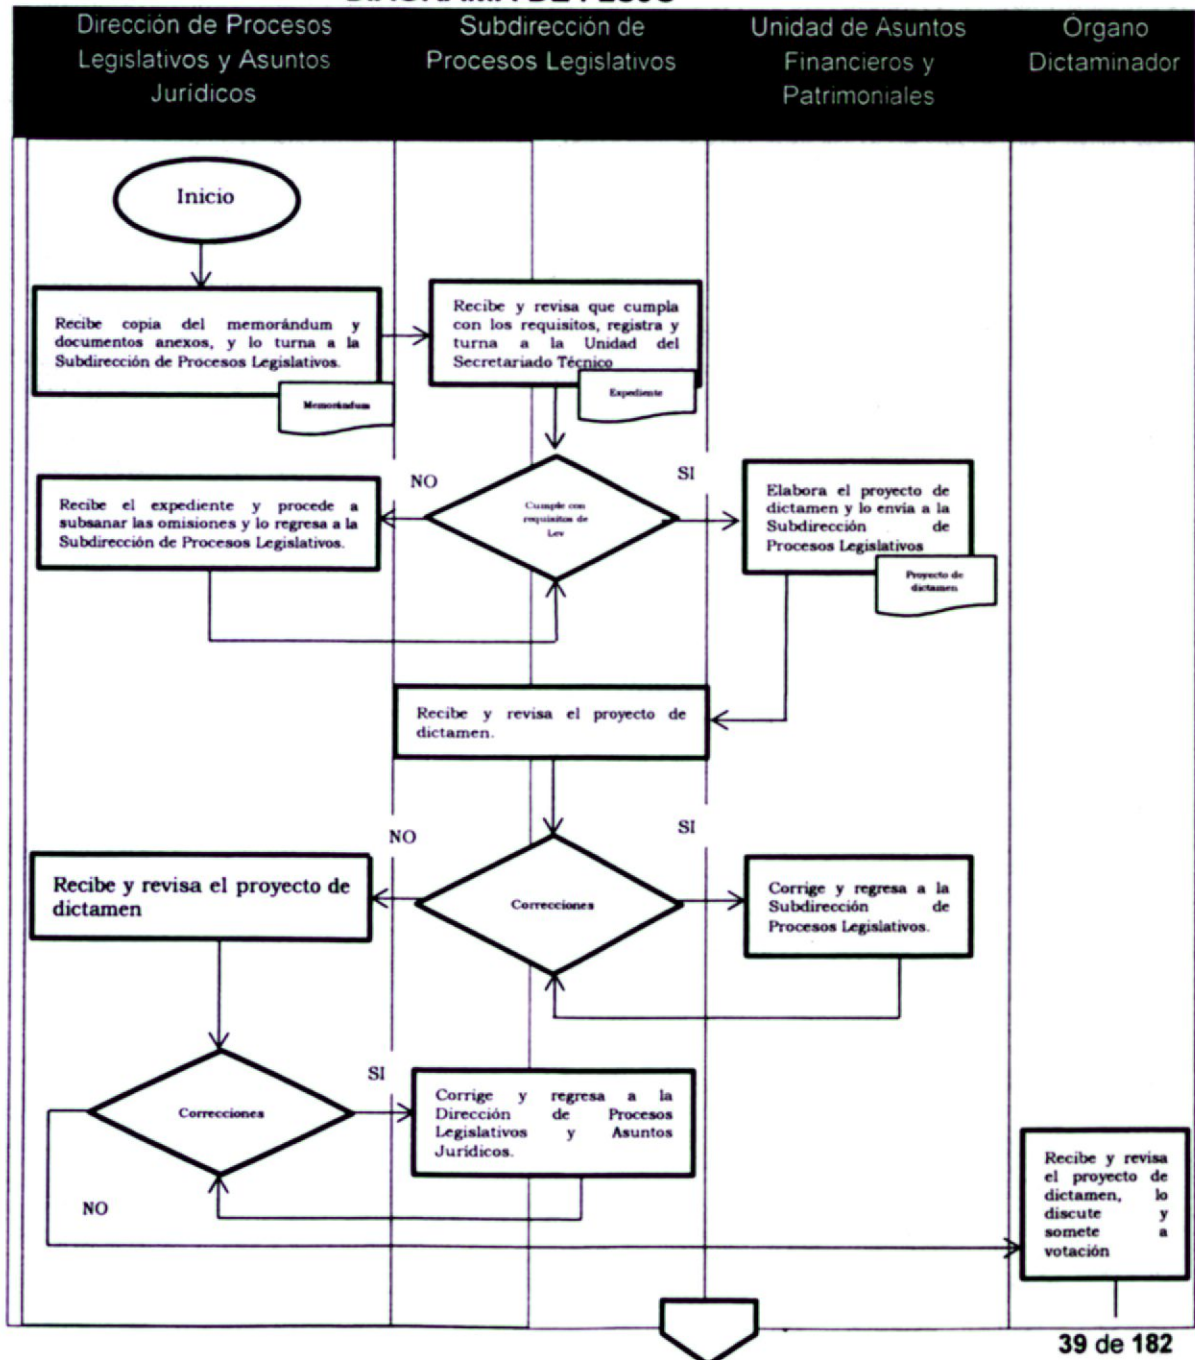 DIAGRAMA DE FLUJO
Dirección de Procesos
Legislativos y Asuntos
Jurídicos
Subdirección de
Procesos Legislativos
Unidad de Asuntos
Financieros y
Patrimoniales
Órgano
Dictaminador
Inicio
Recibe copia del memorándum y
documentos anexos, y lo turna a la
Subdirección de Procesos Legislativos.
Memorándum
Recibe y revisa que cumpla
con los requisitos, registra y
turna a la Unidad del
Secretariado Técnico
Expediente
NO
SI
Recibe el expediente y procede a
subsanar las omisiones y lo regresa a la
Subdirección de Procesos Legislativos.
Cumple con
requisitos de
Ley
Elabora el proyecto de
dictamen y lo envía a la
Subdirección de
Procesos Legislativos
Proyecto de
dictamen
Recibe y revisa el proyecto de
dictamen.
NO
SI
Recibe y revisa el proyecto de
dictamen
Correcciones
Corrige y regresa a la
Subdirección de
Procesos Legislativos.
SI
Correcciones
Corrige y regresa a la
Dirección de Procesos
Legislativos y Asuntos
Jurídicos.
NO
Recibe y revisa
el proyecto de
dictamen, lo
discute y
somete a
votación
39 de 182